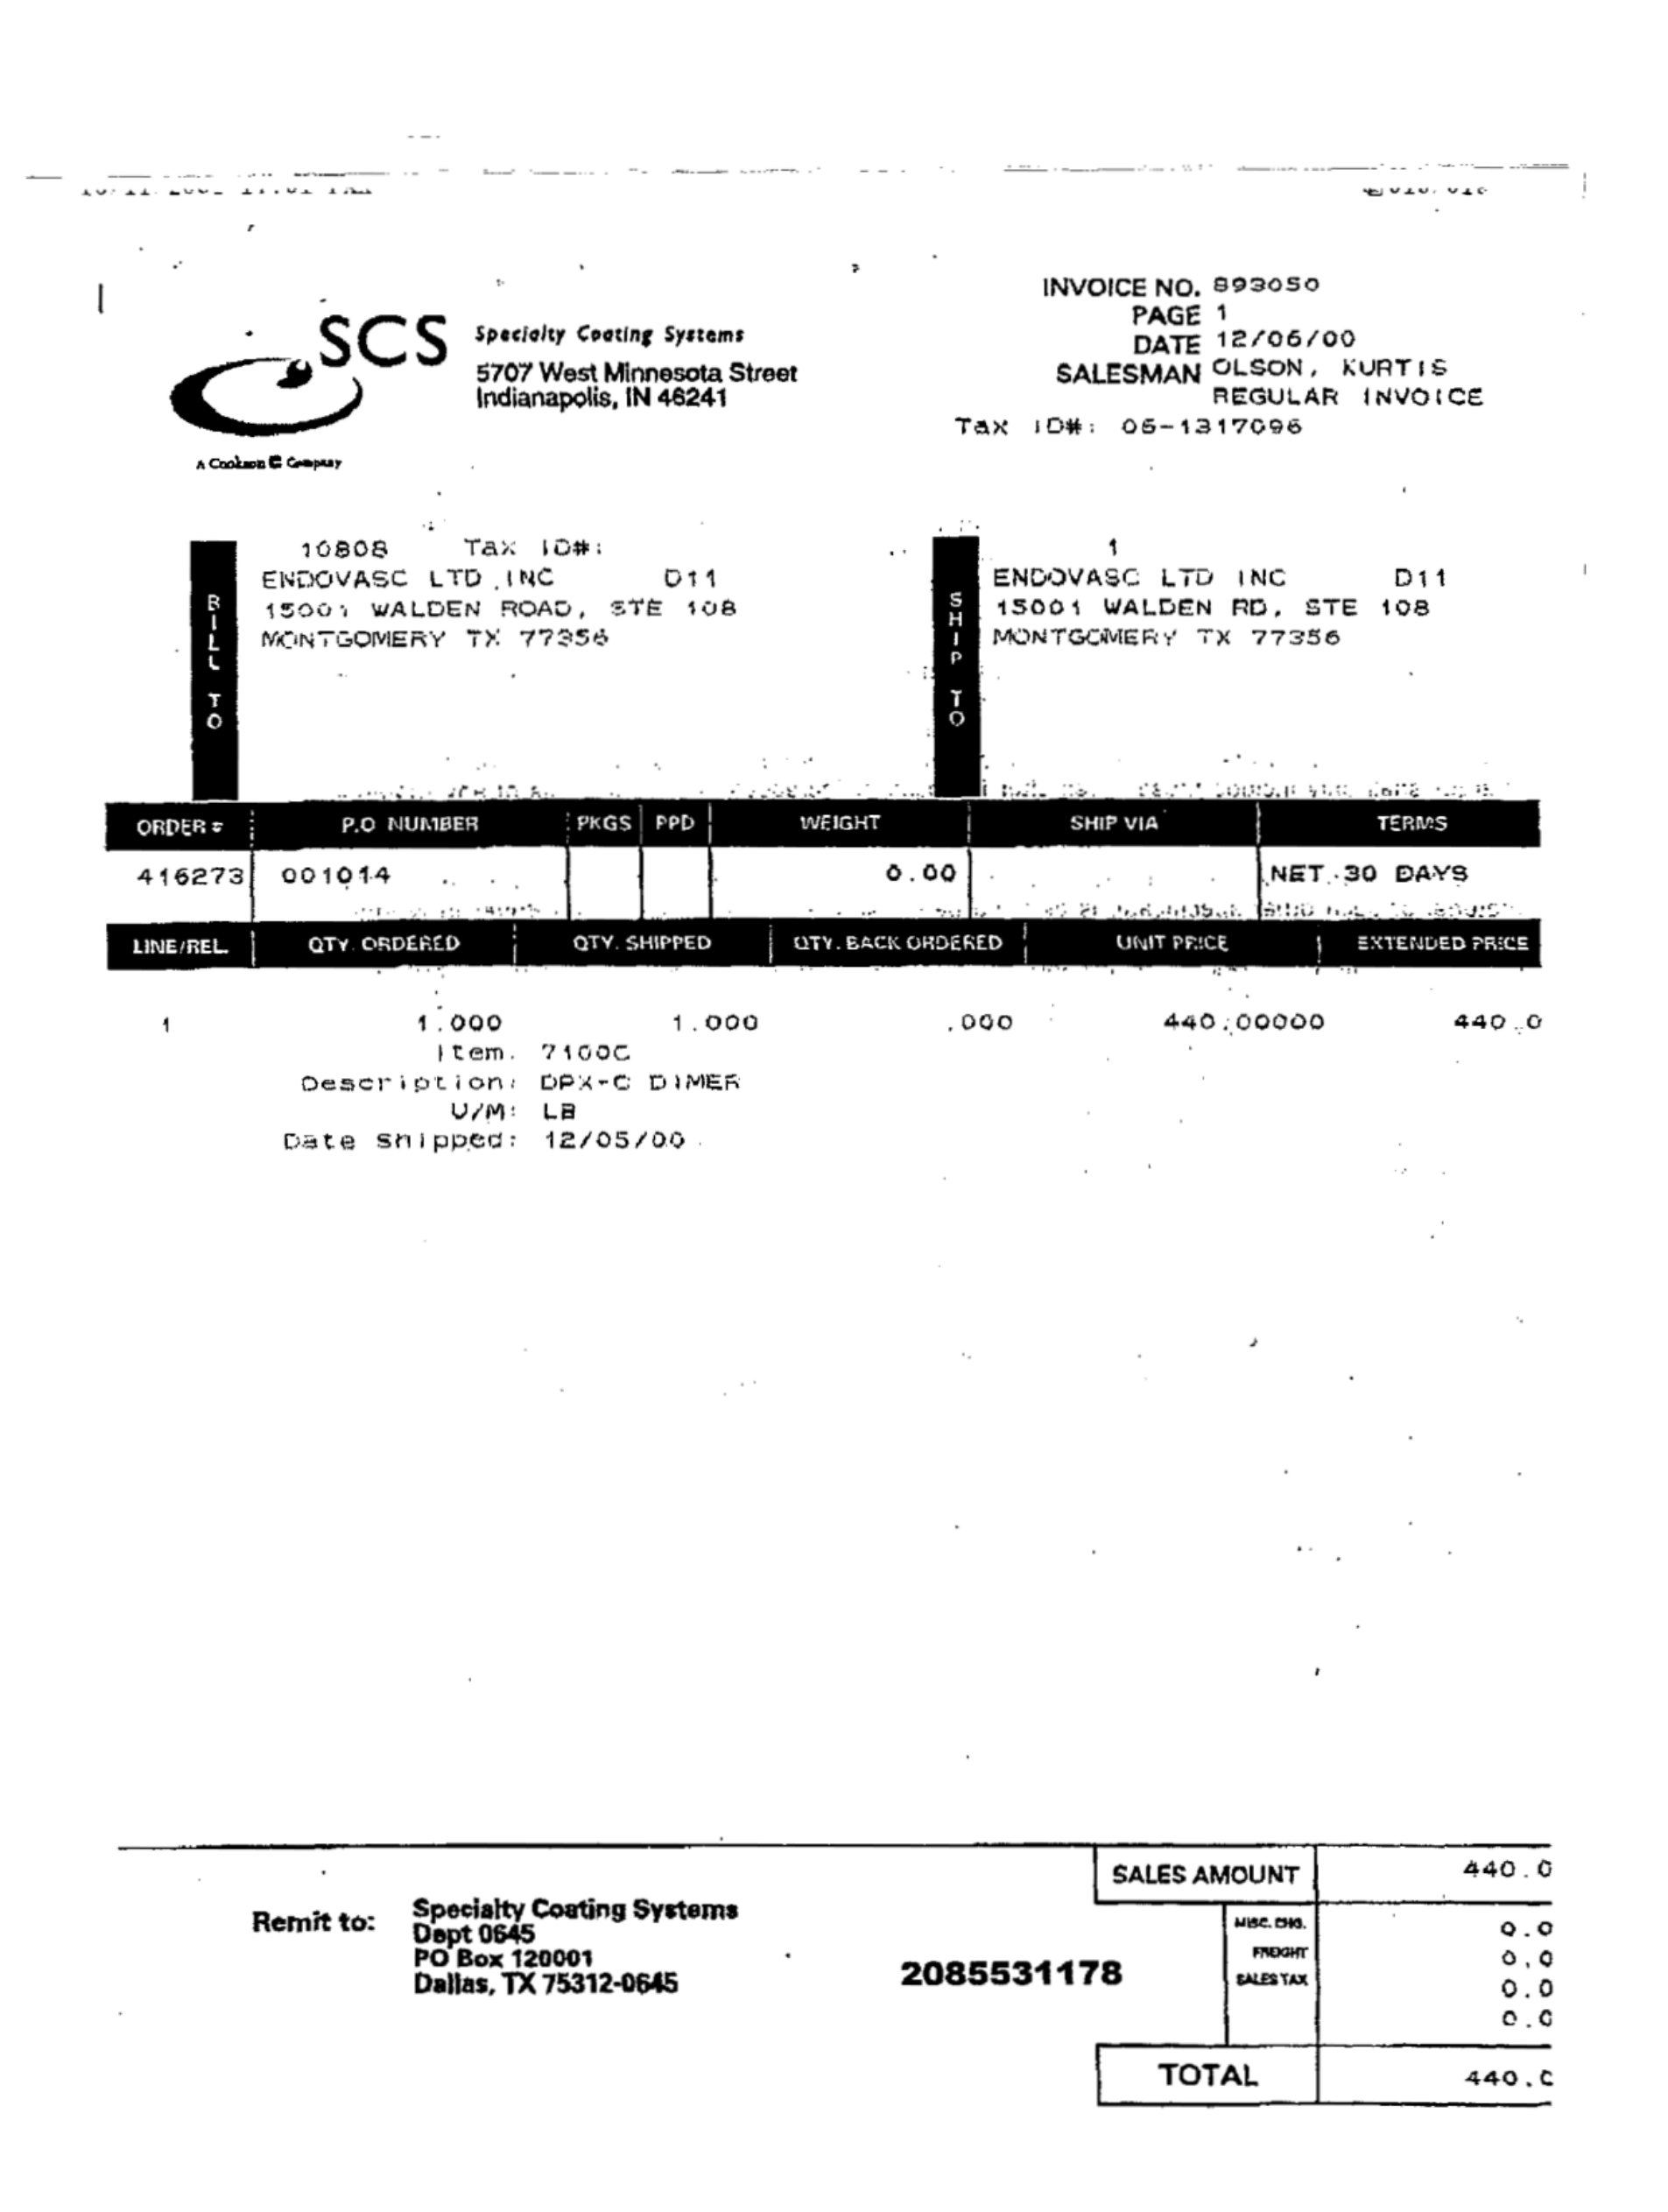 INVOICE NO. 893050
PAGE 1
DATE 12/06/00
SALESMAN OLSON, KURTIS
REGULAR INVOICE
Tax ID#: 06-1317096
SCS
Specialty Coating Systems
5707 West Minnesota Street
Indianapolis, IN 46241
A Cookson C Company
BILL TO
10808 Tax ID#:
ENDOVASC LTD INC D11
15001 WALDEN ROAD, STE 108
MONTGOMERY TX 77356
SHIP TO
1
ENDOVASC LTD INC D11
15001 WALDEN RD, STE 108
MONTGOMERY TX 77356
ORDER # P.O NUMBER PKGS PPD WEIGHT SHIP VIA TERMS
416273 001014 0.00 NET 30 DAYS
LINE/REL. QTY. ORDERED QTY. SHIPPED QTY. BACK ORDERED UNIT PRICE EXTENDED PRICE
1 1.000 1.000 .000 440.00000 440.0
Item. 7100C
Description: DPX-C DIMER
U/M: LB
Date Shipped: 12/05/00
SALES AMOUNT 440.0
Remit to: Specialty Coating Systems
Dept 0645
PO Box 120001
Dallas, TX 75312-0645
2085531178
MISC. CHG. 0.0
FREIGHT 0.0
SALES TAX 0.0
0.0
TOTAL 440.0